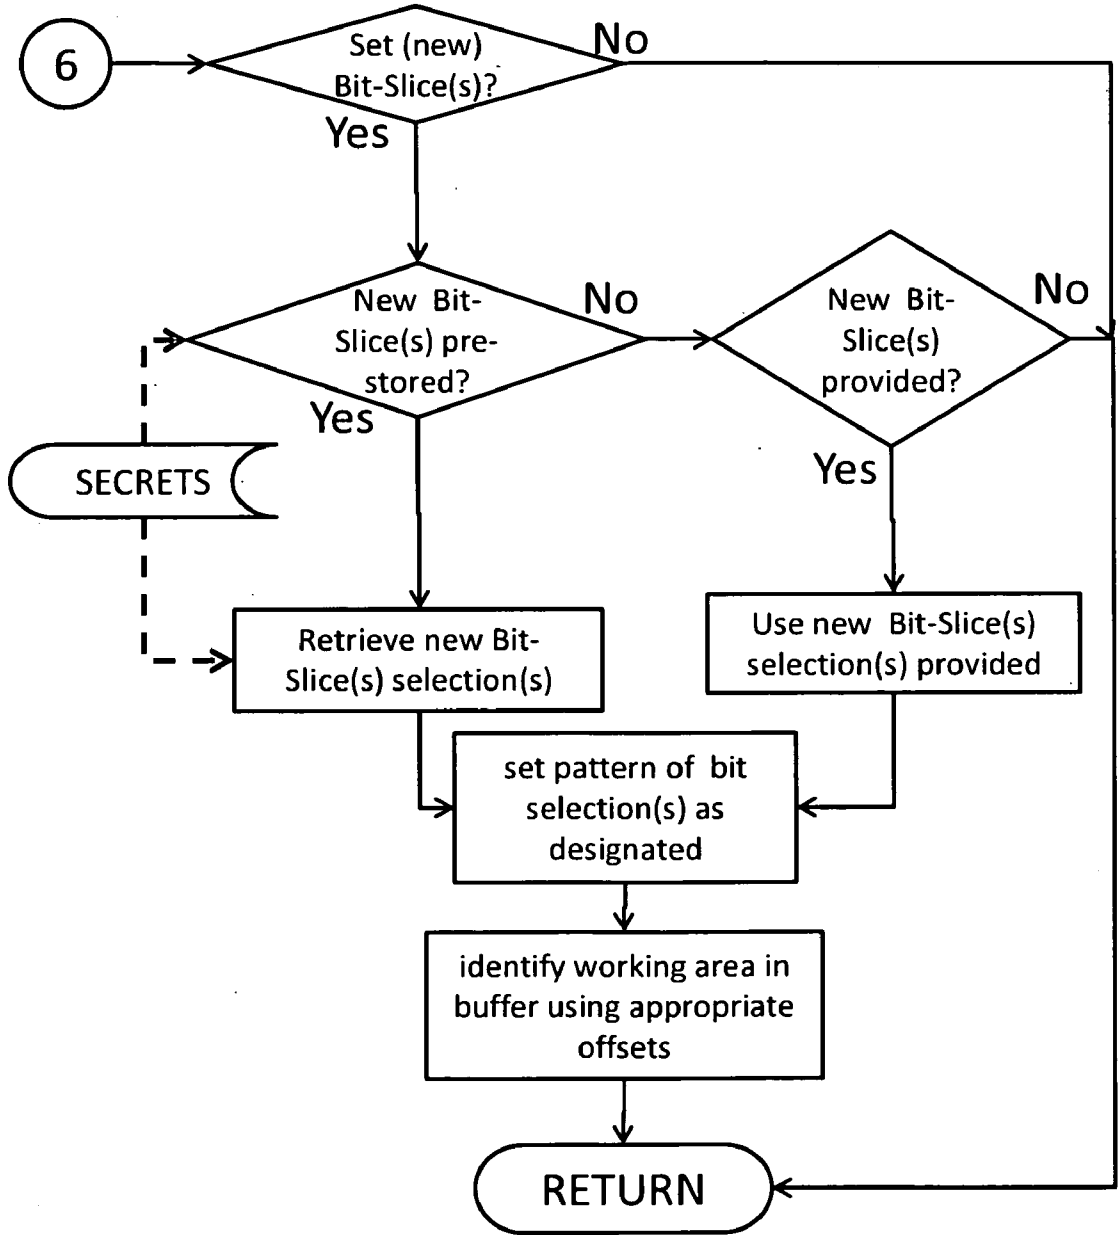 6
Set (new)
Bit-Slice(s)?
No
Yes
New Bit-
Slice(s) pre-
stored?
No
Yes
New Bit-
Slice(s)
provided?
No
Yes
SECRETS
Retrieve new Bit-
Slice(s) selection(s)
Use new Bit-Slice(s)
selection(s) provided
set pattern of bit
selection(s) as
designated
identify working area in
buffer using appropriate
offsets
RETURN